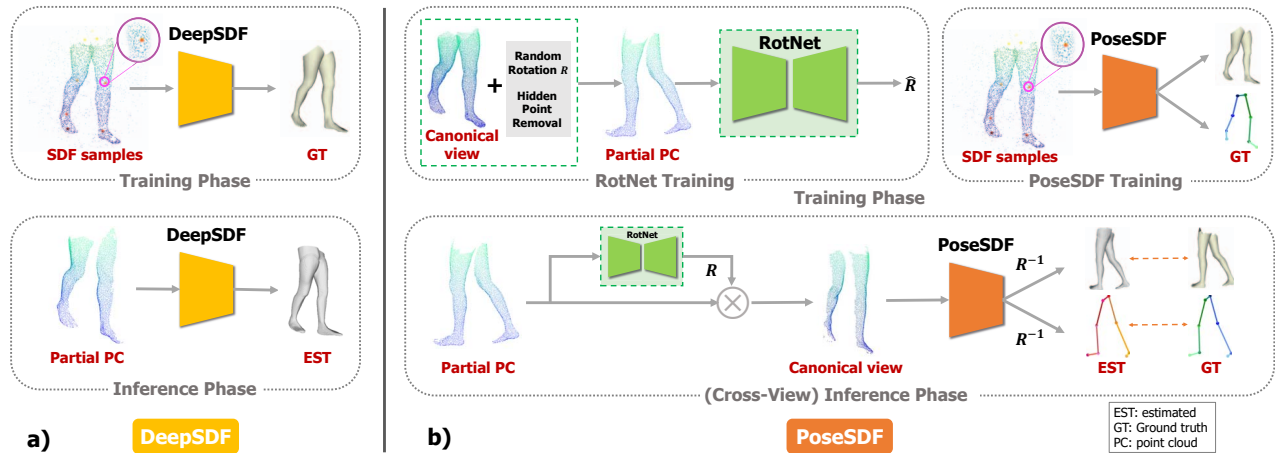 DeepSDF
SDF samples
GT
Training Phase
DeepSDF
Partial PC
EST
Inference Phase
a)
DeepSDF
Canonical
view
+
Random
Rotation R
Hidden
Point
Removal
Partial PC
RotNet
R̂
RotNet Training
PoseSDF
SDF samples
GT
PoseSDF Training
Training Phase
Partial PC
RotNet
R
Canonical view
PoseSDF
R⁻¹
R⁻¹
EST
GT
(Cross-View) Inference Phase
b)
PoseSDF
EST: estimated
GT: Ground truth
PC: point cloud